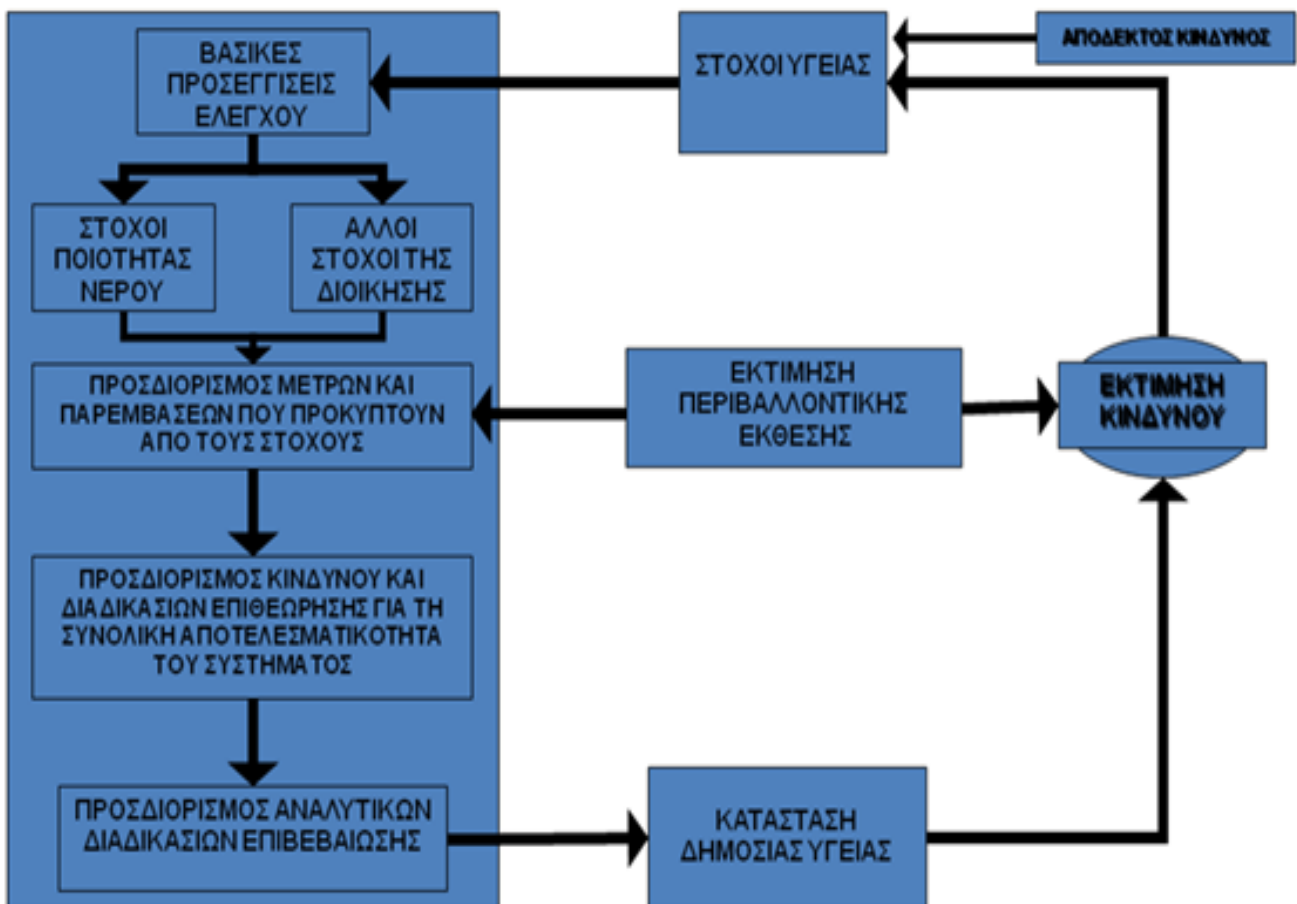 ΒΑΣΙΚΕΣ
ΠΡΟΣΕΓΓΙΣΕΙΣ
ΕΛΕΓΧΟΥ
ΣΤΟΧΟΙ ΥΓΕΙΑΣ
ΑΠΟΔΕΚΤΟΣ ΚΙΝΔΥΝΟΣ
ΣΤΟΧΟΙ
ΠΟΙΟΤΗΤΑΣ
ΝΕΡΟΥ
ΑΛΛΟΙ
ΣΤΟΧΟΙ ΤΗΣ
ΔΙΟΙΚΗΣΗΣ
ΠΡΟΣΔΙΟΡΙΣΜΟΣ ΜΕΤΡΩΝ ΚΑΙ
ΠΑΡΕΜΒΑΣΕΩΝ ΠΟΥ ΠΡΟΚΥΠΤΟΥΝ
ΑΠΟ ΤΟΥΣ ΣΤΟΧΟΥΣ
ΕΚΤΙΜΗΣΗ
ΠΕΡΙΒΑΛΛΟΝΤΙΚΗΣ
ΕΚΘΕΣΗΣ
ΕΚΤΙΜΗΣΗ
ΚΙΝΔΥΝΟΥ
ΠΡΟΣΔΙΟΡΙΣΜΟΣ ΚΙΝΔΥΝΟΥ ΚΑΙ
ΔΙΑΔΙΚΑΣΙΩΝ ΕΠΙΘΕΩΡΗΣΗΣ ΓΙΑ ΤΗ
ΣΥΝΟΛΙΚΗ ΑΠΟΤΕΛΕΣΜΑΤΙΚΟΤΗΤΑ
ΤΟΥ ΣΥΣΤΗΜΑΤΟΣ
ΠΡΟΣΔΙΟΡΙΣΜΟΣ ΑΝΑΛΥΤΙΚΩΝ
ΔΙΑΔΙΚΑΣΙΩΝ ΕΠΙΒΕΒΑΙΩΣΗΣ
ΚΑΤΑΣΤΑΣΗ
ΔΗΜΟΣΙΑΣ ΥΓΕΙΑΣ